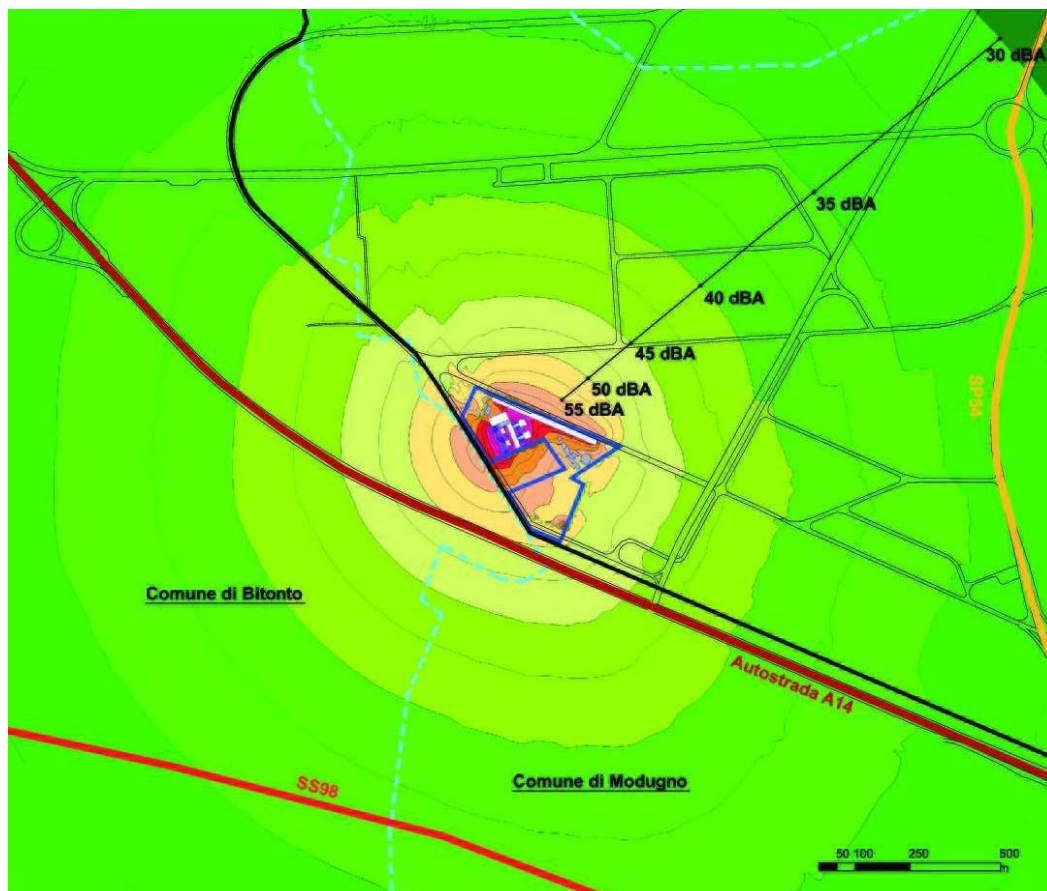 30 dBA
35 dBA
40 dBA
45 dBA
50 dBA
55 dBA
SP54
Comune di Bitonto
Autostrada A14
SS98
Comune di Modugno
50 100 250 500
m